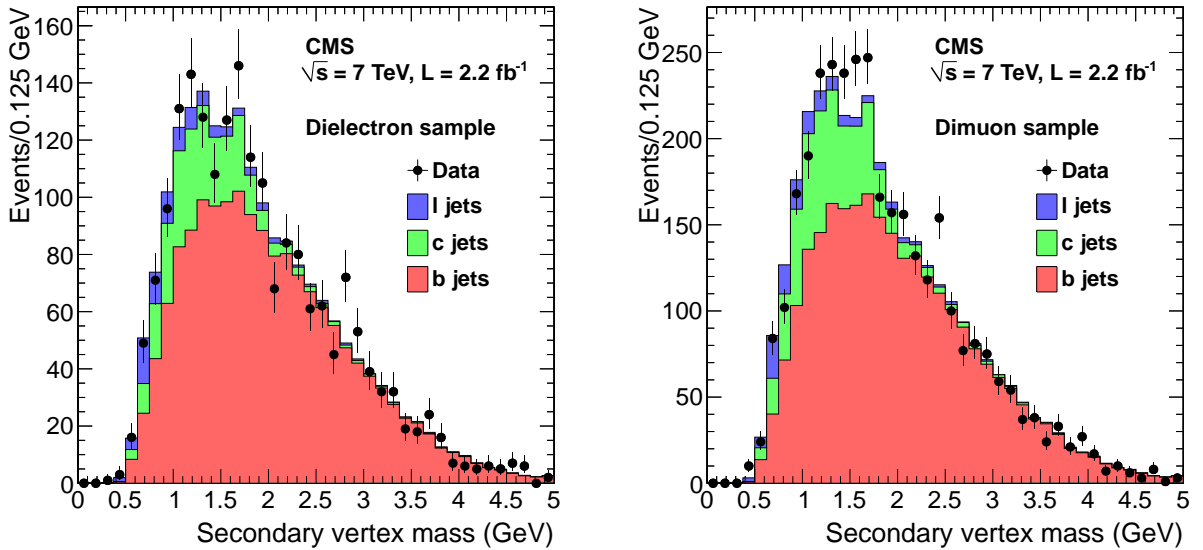 Events/0.125 GeV
160
140
120
100
80
60
40
20
0
CMS
√s = 7 TeV, L = 2.2 fb⁻¹
Dielectron sample
Data
l jets
c jets
b jets
0 0.5 1 1.5 2 2.5 3 3.5 4 4.5 5
Secondary vertex mass (GeV)
Events/0.125 GeV
250
200
150
100
50
0
CMS
√s = 7 TeV, L = 2.2 fb⁻¹
Dimuon sample
Data
l jets
c jets
b jets
0 0.5 1 1.5 2 2.5 3 3.5 4 4.5 5
Secondary vertex mass (GeV)